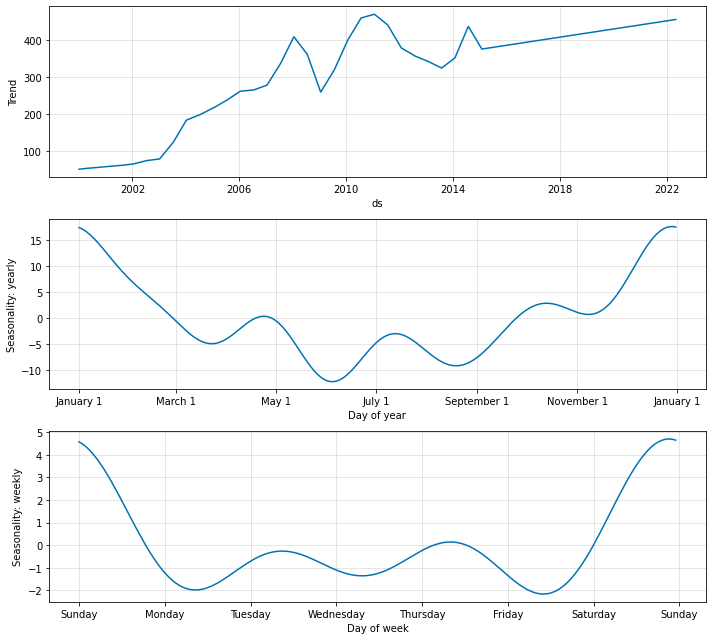 400
300
200
100
Trend
2002 2006 2010 2014 2018 2022
ds
15
10
5
0
−5
−10
Seasonality: yearly
January 1 March 1 May 1 July 1 September 1 November 1 January 1
Day of year
5
4
3
2
1
0
−1
−2
Seasonality: weekly
Sunday Monday Tuesday Wednesday Thursday Friday Saturday Sunday
Day of week